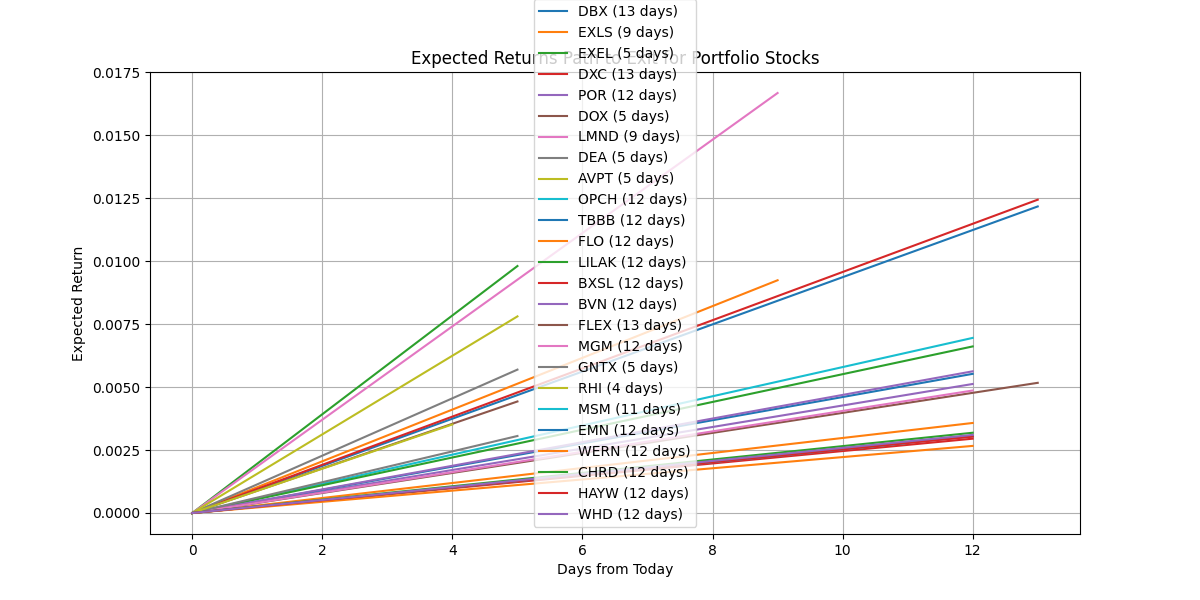 DBX (13 days)
EXLS (9 days)
EXEL (5 days)
Expected Returns Path to Exit for Portfolio Stocks
DXC (13 days)
POR (12 days)
DOX (5 days)
LMND (9 days)
DEA (5 days)
AVPT (5 days)
OPCH (12 days)
TBBB (12 days)
FLO (12 days)
LILAK (12 days)
BXSL (12 days)
BVN (12 days)
FLEX (13 days)
MGM (12 days)
GNTX (5 days)
RHI (4 days)
MSM (11 days)
EMN (12 days)
WERN (12 days)
CHRD (12 days)
HAYW (12 days)
WHD (12 days)
0.0175
0.0150
0.0125
0.0100
0.0075
0.0050
0.0025
0.0000
Expected Return
0 2 4 6 8 10 12
Days from Today